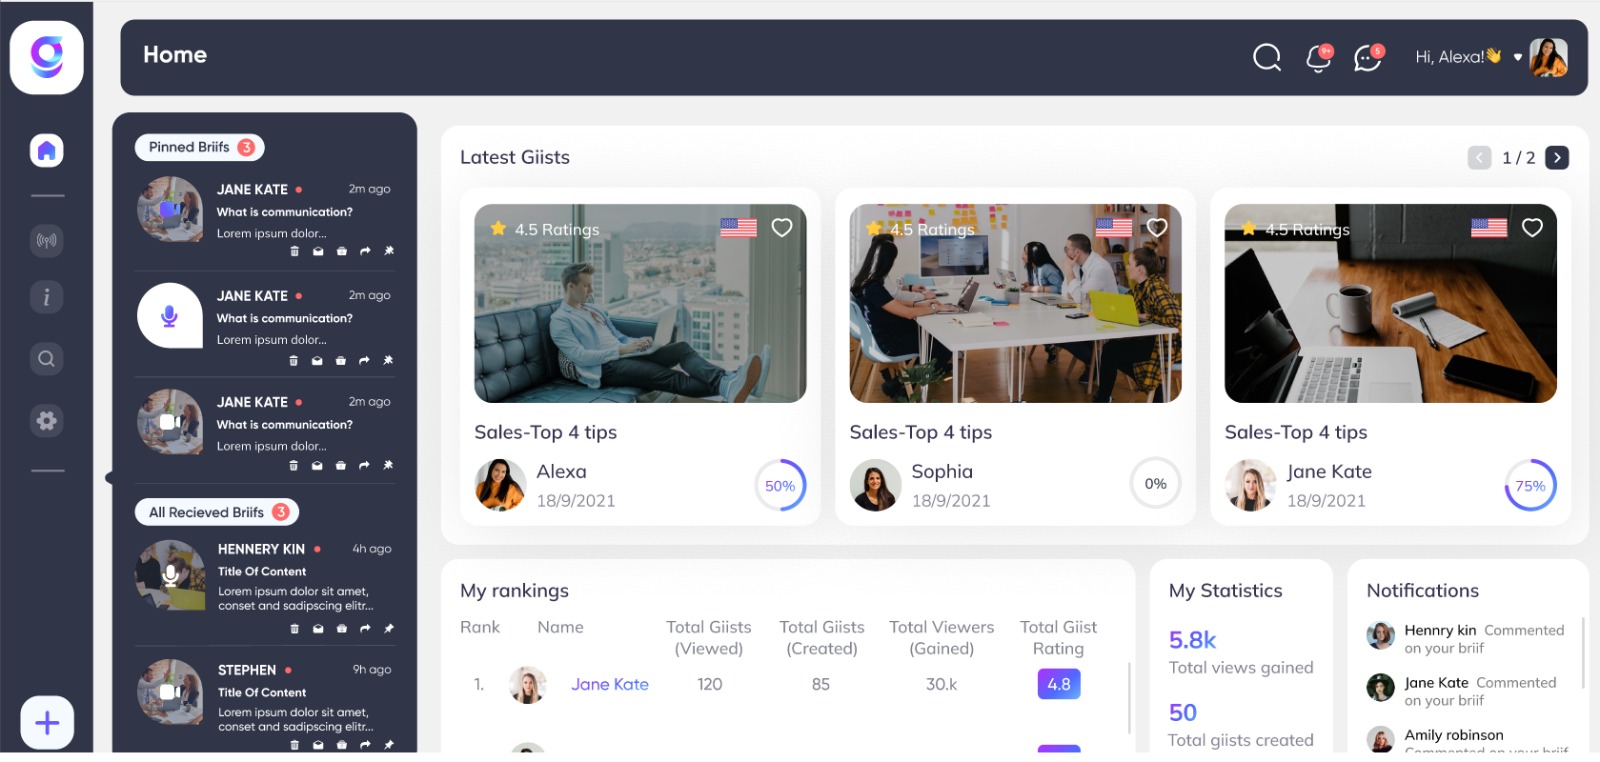 Home
9+
5
Hi, Alexa!👋
Pinned Briifs 3
JANE KATE
2m ago
What is communication?
Lorem ipsum dolor...
JANE KATE
2m ago
What is communication?
Lorem ipsum dolor...
JANE KATE
2m ago
What is communication?
Lorem ipsum dolor...
All Recieved Briifs 3
HENNERY KIN
4h ago
Title Of Content
Lorem ipsum dolor sit amet,
conset and sadipscing elitr...
STEPHEN
9h ago
Title Of Content
Lorem ipsum dolor sit amet,
conset and sadipscing elitr...
Latest Giists
1 / 2
4.5 Ratings
Sales-Top 4 tips
Alexa
18/9/2021
50%
4.5 Ratings
Sales-Top 4 tips
Sophia
18/9/2021
0%
4.5 Ratings
Sales-Top 4 tips
Jane Kate
18/9/2021
75%
My rankings
Rank
Name
Total Giists
(Viewed)
Total Giists
(Created)
Total Viewers
(Gained)
Total Giist
Rating
1.
Jane Kate
120
85
30.k
4.8
My Statistics
5.8k
Total views gained
50
Total giists created
Notifications
Hennry kin Commented
on your briif
Jane Kate Commented
on your briif
Amily robinson
Commented on your briif